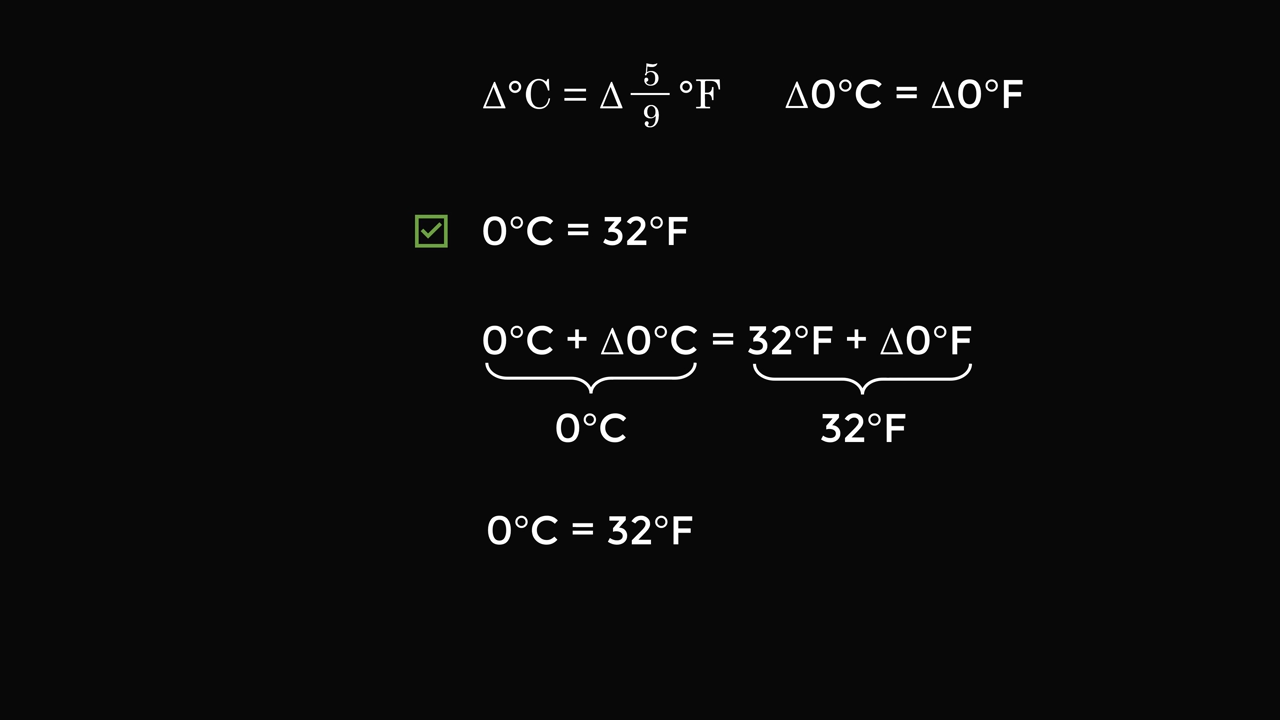 Δ°C = Δ 5/9 °F    Δ0°C = Δ0°F
0°C = 32°F
0°C + Δ0°C = 32°F + Δ0°F
0°C    32°F
0°C = 32°F